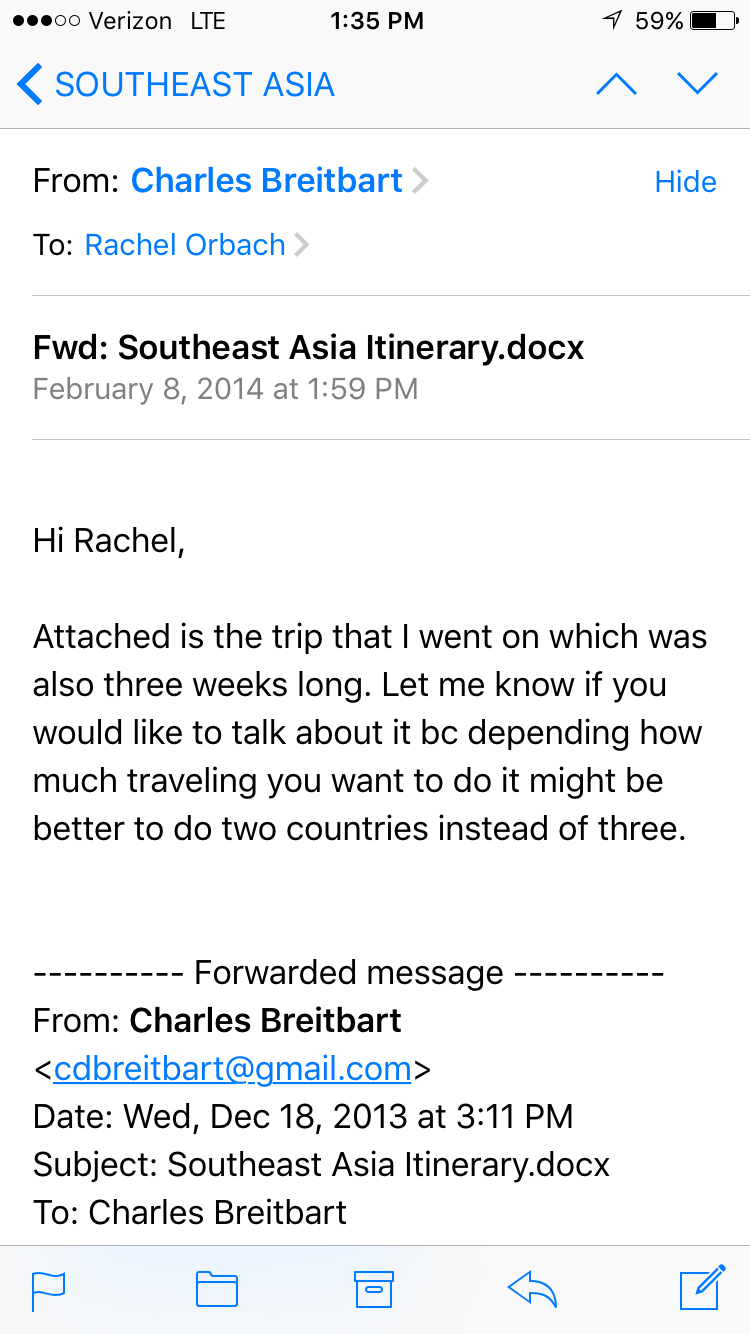 Verizon LTE 1:35 PM 59%
SOUTHEAST ASIA
From: Charles Breitbart Hide
To: Rachel Orbach
Fwd: Southeast Asia Itinerary.docx
February 8, 2014 at 1:59 PM
Hi Rachel,
Attached is the trip that I went on which was
also three weeks long. Let me know if you
would like to talk about it bc depending how
much traveling you want to do it might be
better to do two countries instead of three.
---------- Forwarded message ----------
From: Charles Breitbart
<cdbreitbart@gmail.com>
Date: Wed, Dec 18, 2013 at 3:11 PM
Subject: Southeast Asia Itinerary.docx
To: Charles Breitbart